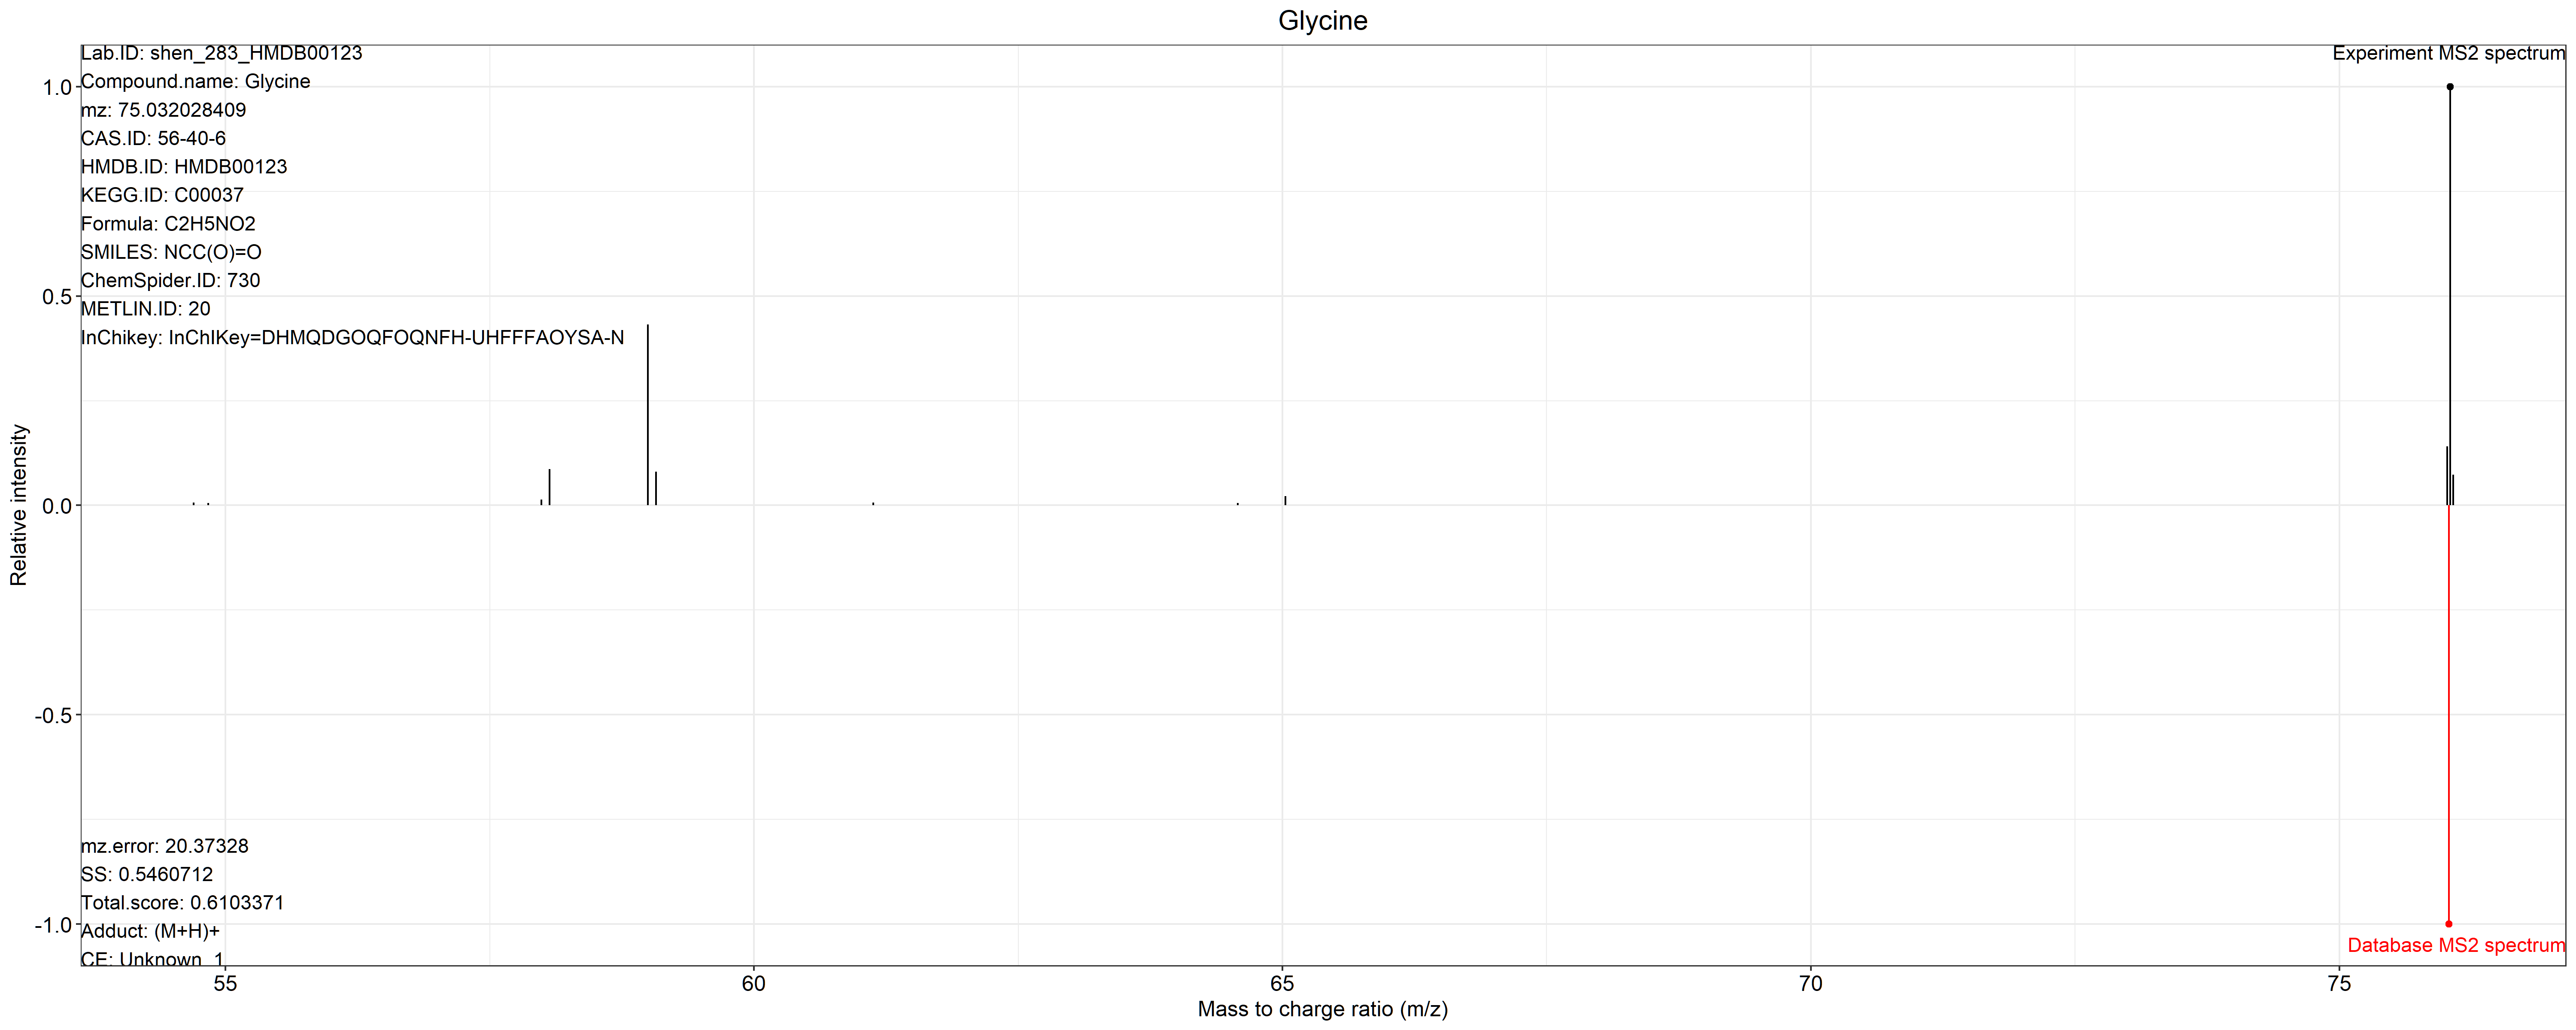 Glycine
Lab.ID: shen_283_HMDB00123
Experiment MS2 spectrum
Compound.name: Glycine
mz: 75.032028409
CAS.ID: 56-40-6
HMDB.ID: HMDB00123
KEGG.ID: C00037
Formula: C2H5NO2
SMILES: NCC(O)=O
ChemSpider.ID: 730
METLIN.ID: 20
InChikey: InChIKey=DHMQDGOQFOQNFH-UHFFFAOYSA-N
1.0
0.5
0.0
-0.5
-1.0
Relative intensity
mz.error: 20.37328
SS: 0.5460712
Total.score: 0.6103371
Adduct: (M+H)+
CE: Unknown_1
Database MS2 spectrum
55 60 65 70 75
Mass to charge ratio (m/z)